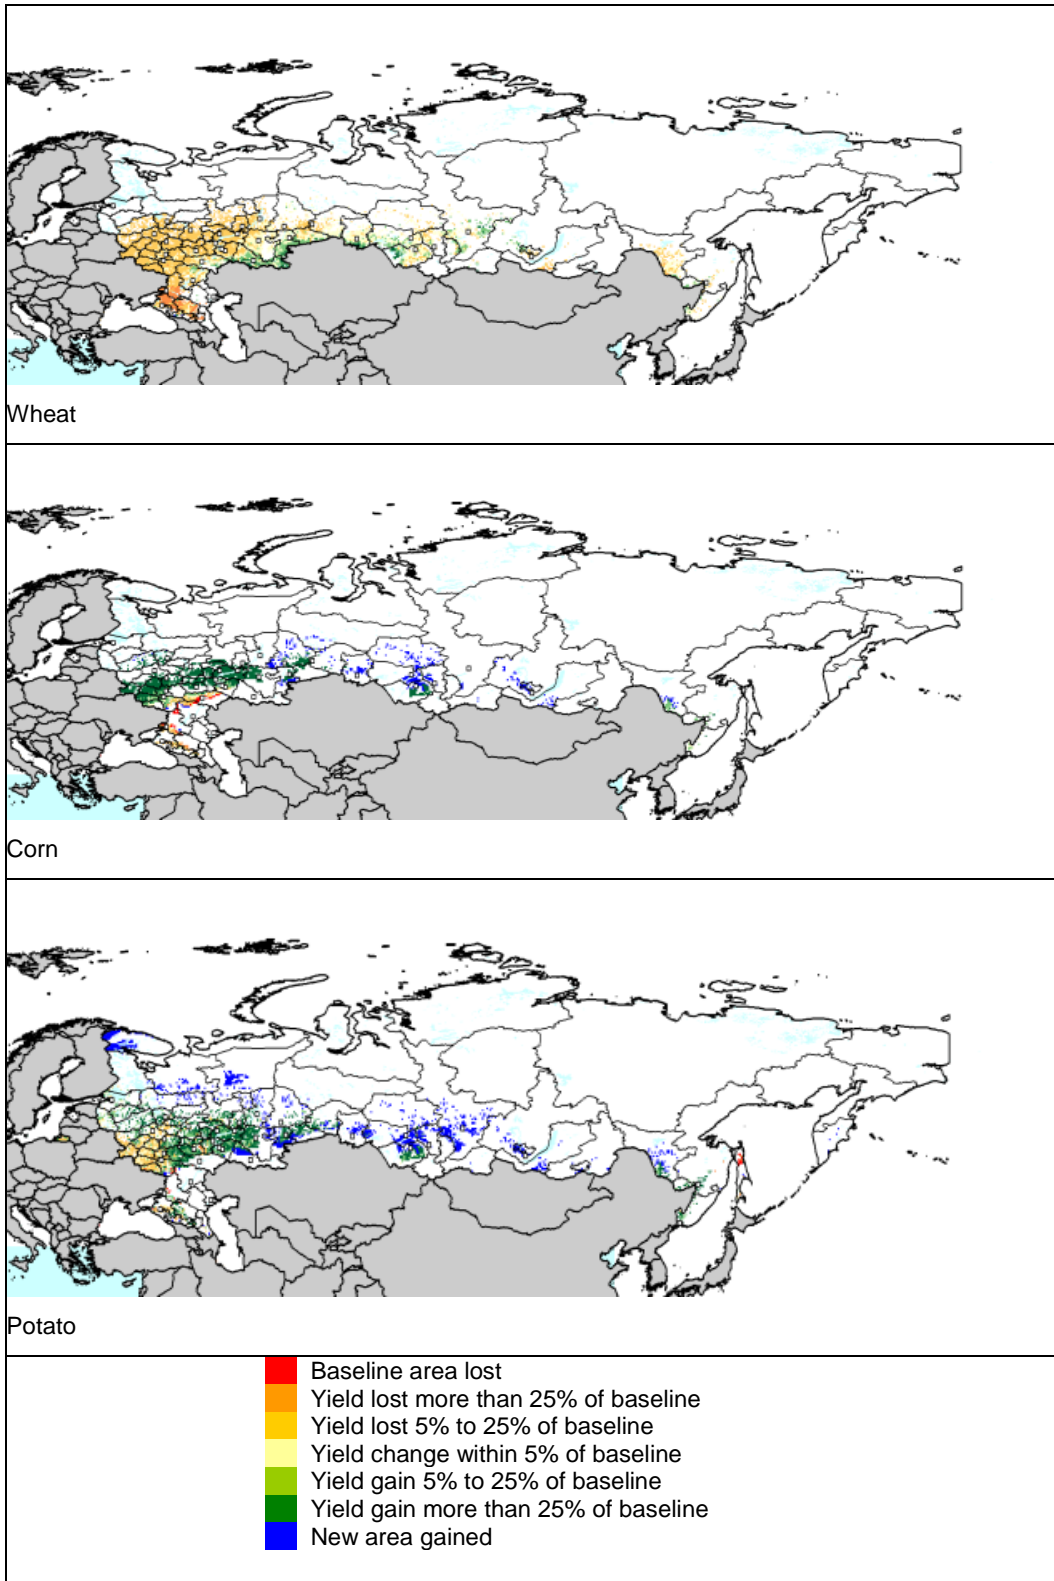 Wheat
Corn
Potato
Baseline area lost
Yield lost more than 25% of baseline
Yield lost 5% to 25% of baseline
Yield change within 5% of baseline
Yield gain 5% to 25% of baseline
Yield gain more than 25% of baseline
New area gained